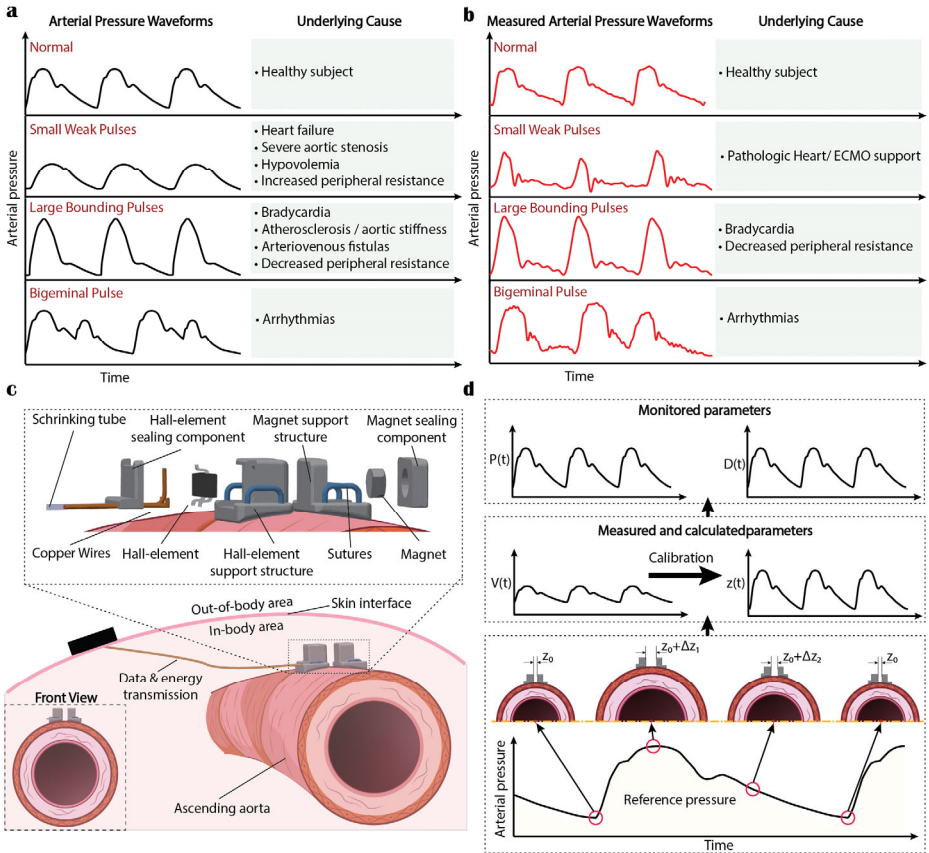 a
Arterial Pressure Waveforms
Underlying Cause
Arterial pressure
Normal
• Healthy subject
Small Weak Pulses
• Heart failure
• Severe aortic stenosis
• Hypovolemia
• Increased peripheral resistance
Large Bounding Pulses
• Bradycardia
• Atherosclerosis / aortic stiffness
• Arteriovenous fistulas
• Decreased peripheral resistance
Bigeminal Pulse
• Arrhythmias
Time
b
Measured Arterial Pressure Waveforms
Underlying Cause
Arterial pressure
Normal
• Healthy subject
Small Weak Pulses
• Pathologic Heart/ ECMO support
Large Bounding Pulses
• Bradycardia
• Decreased peripheral resistance
Bigeminal Pulse
• Arrhythmias
Time
c
Schrinking tube
Hall-element
sealing component
Magnet support
structure
Magnet sealing
component
Copper Wires
Hall-element
Hall-element
support structure
Sutures
Magnet
Out-of-body area
In-body area
Skin interface
Data & energy
transmission
Front View
Ascending aorta
d
Monitored parameters
P(t)
D(t)
Measured and calculatedparameters
V(t)
Calibration
z(t)
z₀
z₀+Δz₁
z₀+Δz₂
z₀
Arterial pressure
Reference pressure
Time